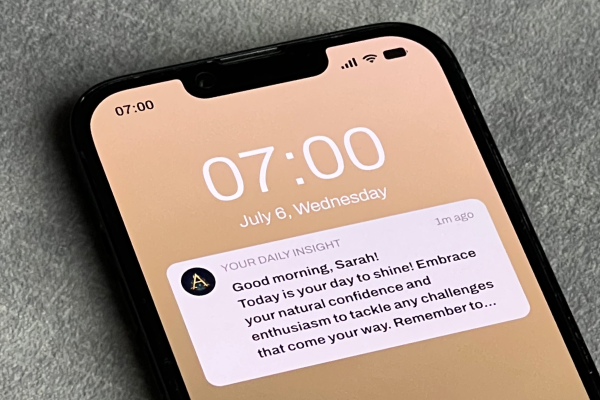 07:00
07:00
July 6, Wednesday
YOUR DAILY INSIGHT 1m ago
A
Good morning, Sarah!
Today is your day to shine! Embrace
your natural confidence and
enthusiasm to tackle any challenges
that come your way. Remember to...